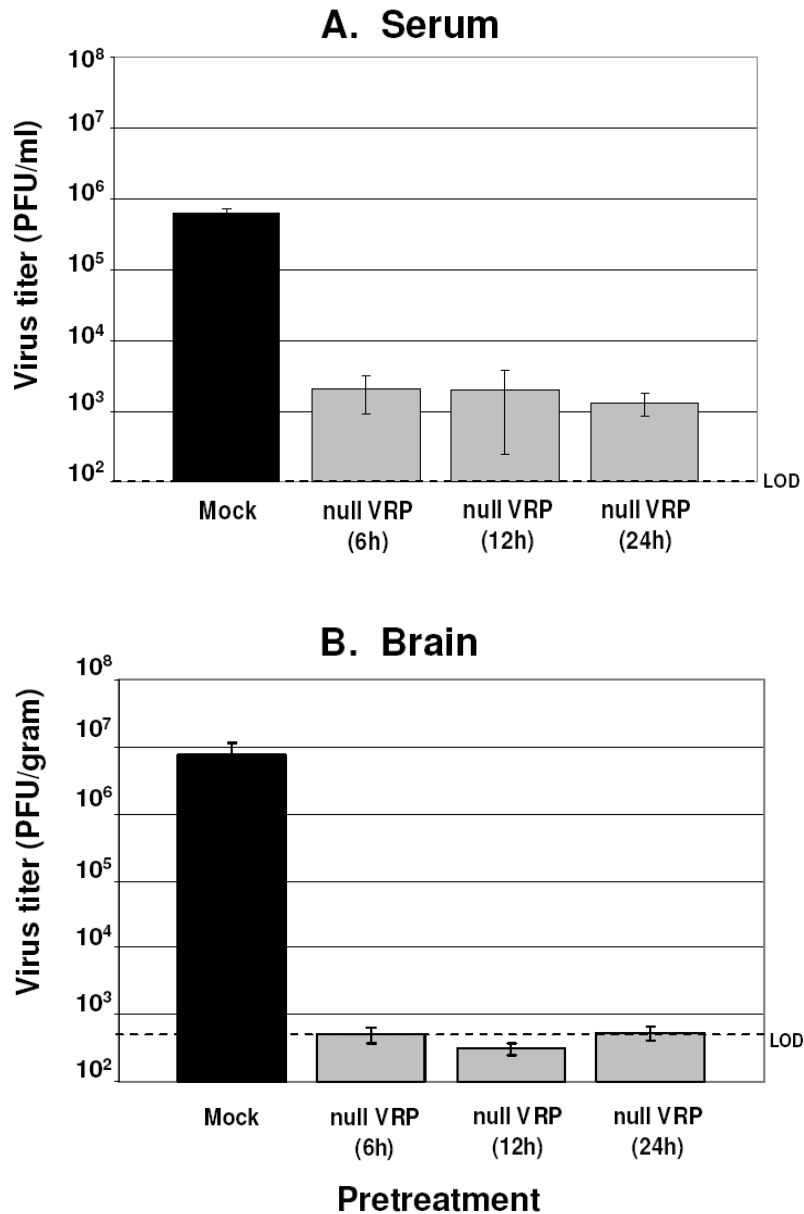 A. Serum
Virus titer (PFU/ml)
10⁸
10⁷
10⁶
10⁵
10⁴
10³
10²
LOD
Mock
null VRP
(6h)
null VRP
(12h)
null VRP
(24h)
B. Brain
Virus titer (PFU/gram)
10⁸
10⁷
10⁶
10⁵
10⁴
10³
10²
LOD
Mock
null VRP
(6h)
null VRP
(12h)
null VRP
(24h)
Pretreatment